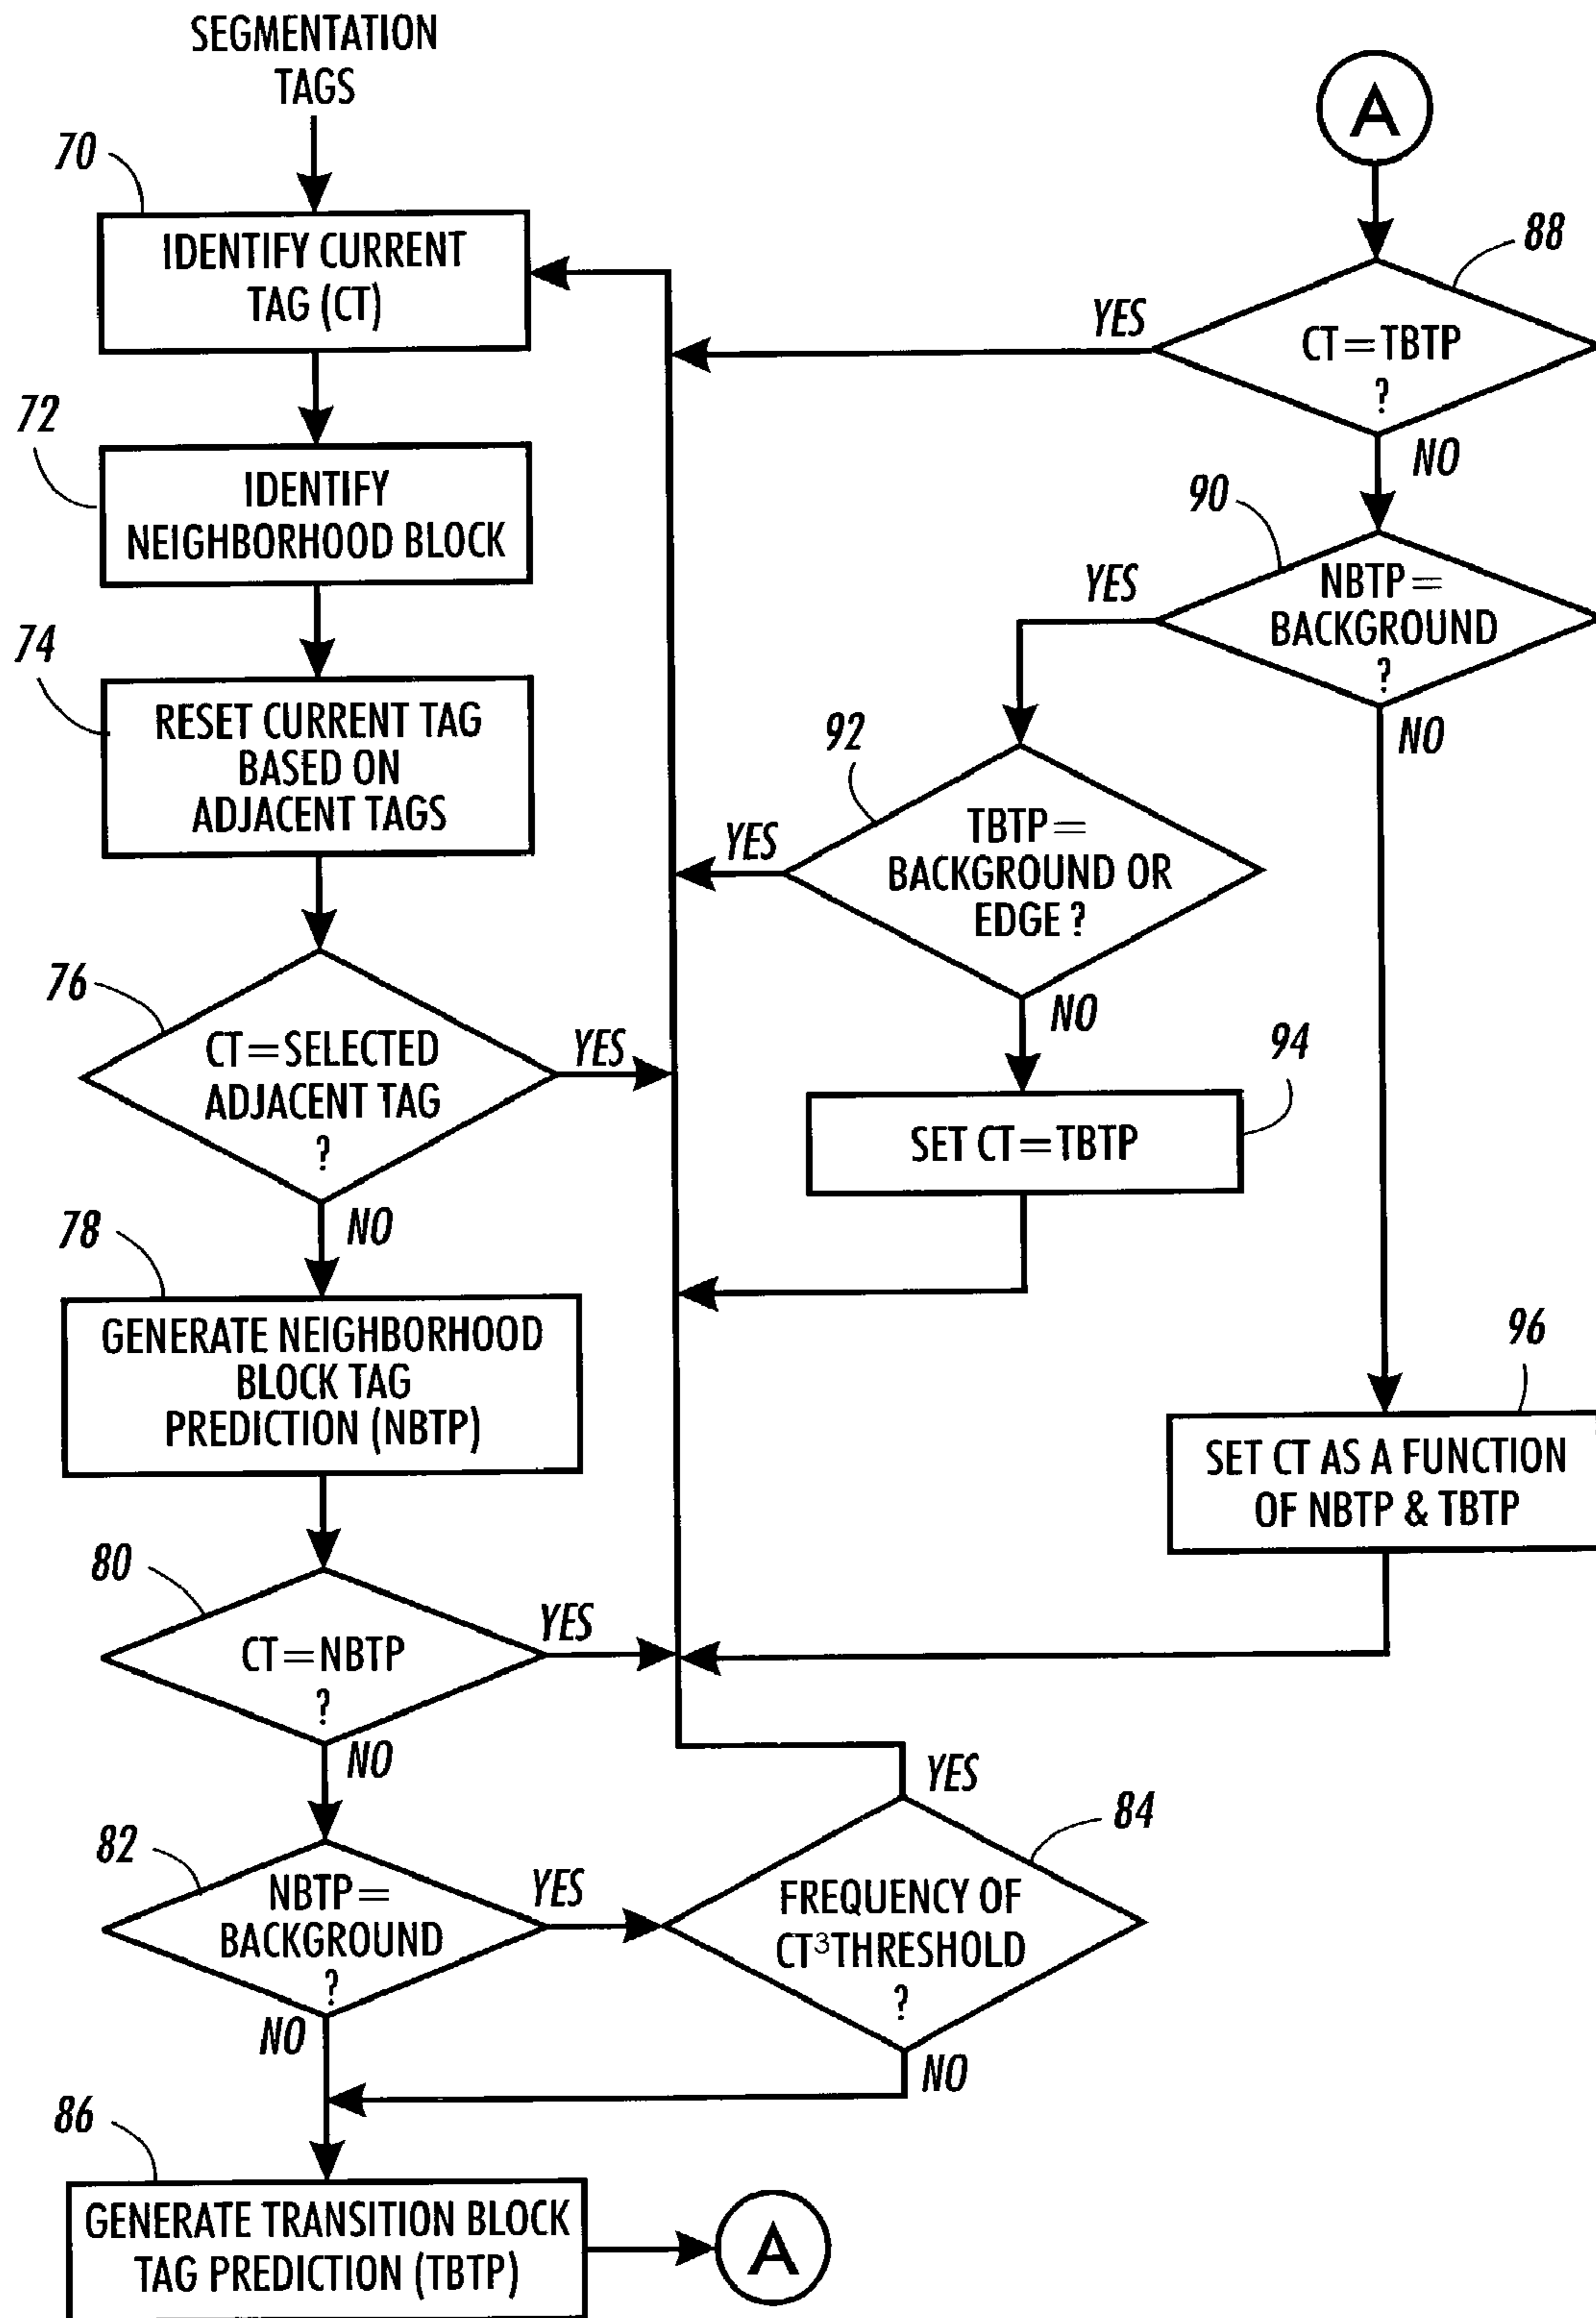 SEGMENTATION
TAGS
70
IDENTIFY CURRENT
TAG (CT)
72
IDENTIFY
NEIGHBORHOOD BLOCK
74
RESET CURRENT TAG
BASED ON
ADJACENT TAGS
76
CT=SELECTED
ADJACENT TAG
?
YES
NO
78
GENERATE NEIGHBORHOOD
BLOCK TAG
PREDICTION (NBTP)
80
CT=NBTP
?
YES
NO
82
NBTP=
BACKGROUND
?
YES
NO
84
FREQUENCY OF
CT³THRESHOLD
?
YES
NO
86
GENERATE TRANSITION BLOCK
TAG PREDICTION (TBTP)
A
A
88
CT=TBTP
?
YES
NO
90
NBTP=
BACKGROUND
?
YES
NO
92
TBTP=
BACKGROUND OR
EDGE ?
YES
NO
94
SET CT=TBTP
96
SET CT AS A FUNCTION
OF NBTP & TBTP